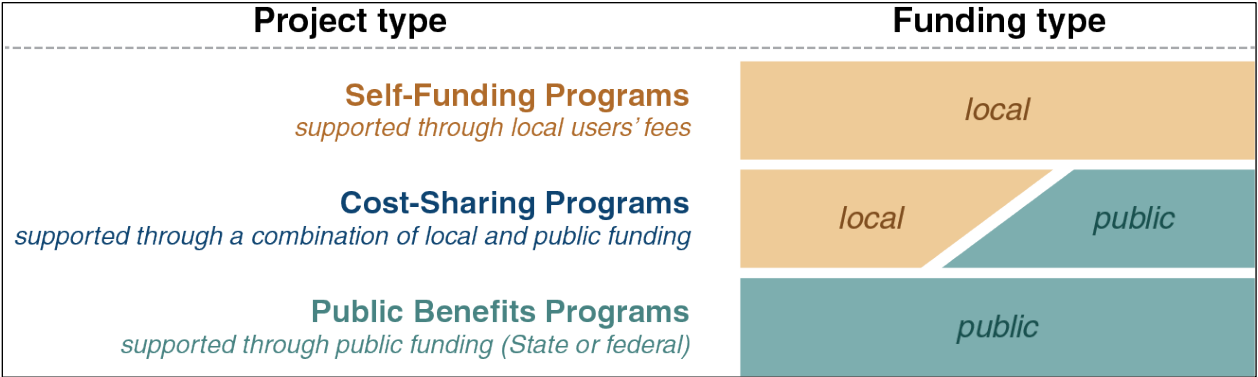 Project type Funding type
Self-Funding Programs
supported through local users’ fees
local
Cost-Sharing Programs
supported through a combination of local and public funding
local public
Public Benefits Programs
supported through public funding (State or federal)
public